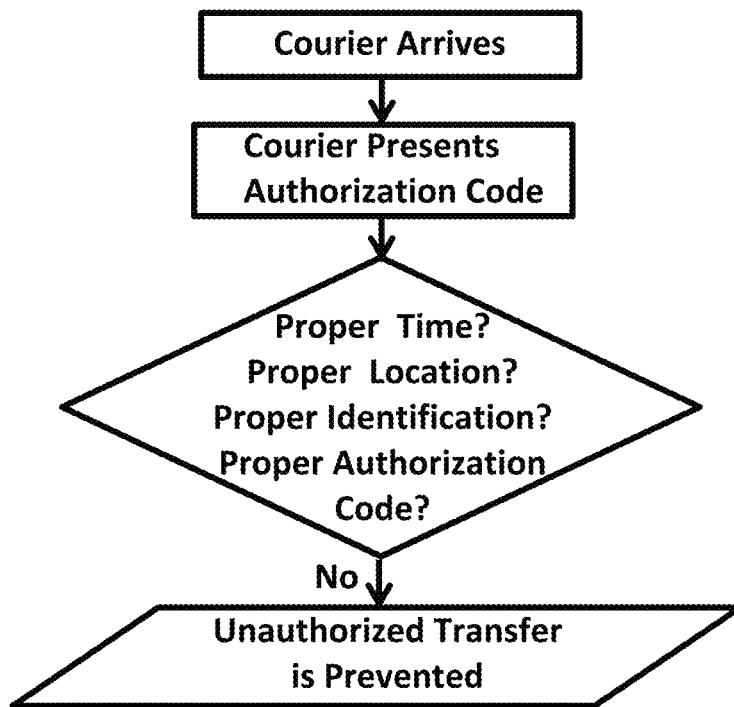 Courier Arrives
Courier Presents
Authorization Code
Proper Time?
Proper Location?
Proper Identification?
Proper Authorization
Code?
No
Unauthorized Transfer
is Prevented